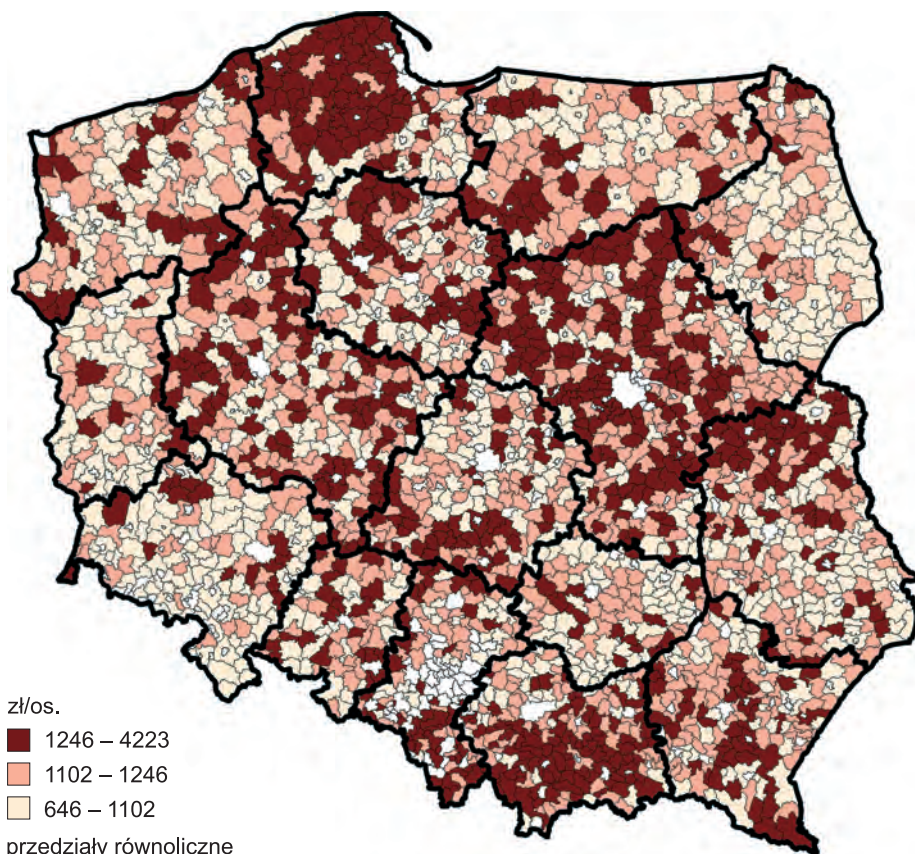 zł/os.
1246 – 4223
1102 – 1246
646 – 1102
przedziały równoliczne